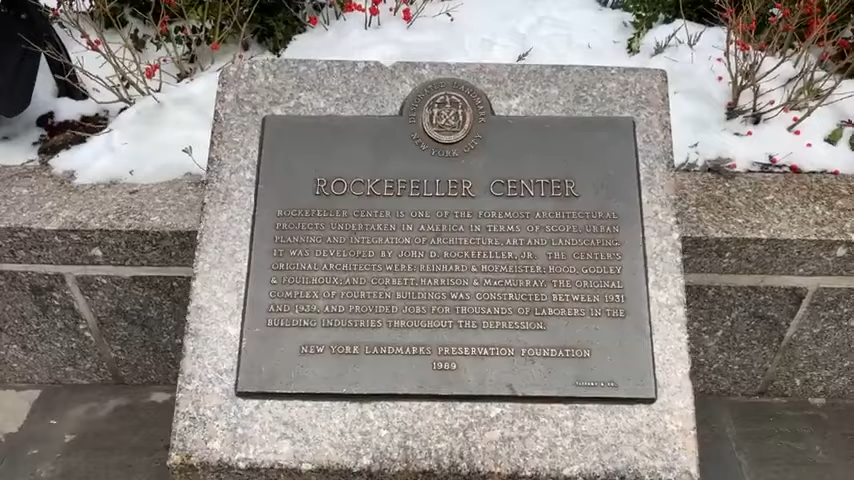 DESIGNATED LANDMARK
NEW YORK CITY
ROCKEFELLER CENTER
ROCKEFELLER CENTER IS ONE OF THE FOREMOST ARCHITECTURAL
PROJECTS UNDERTAKEN IN AMERICA IN TERMS OF SCOPE, URBAN
PLANNING AND INTEGRATION OF ARCHITECTURE, ART AND LANDSCAPING.
IT WAS DEVELOPED BY JOHN D. ROCKEFELLER, JR. THE CENTER'S
ORIGINAL ARCHITECTS WERE: REINHARD & HOFMEISTER; HOOD, GODLEY
& FOUILHOUX; AND CORBETT, HARRISON & MACMURRAY. THE ORIGINAL
COMPLEX OF FOURTEEN BUILDINGS WAS CONSTRUCTED BETWEEN 1931
AND 1939, AND PROVIDED JOBS FOR THOUSANDS OF LABORERS IN THE
BUILDING INDUSTRIES THROUGHOUT THE DEPRESSION.
NEW YORK LANDMARKS PRESERVATION FOUNDATION
1989
TIFFANY & CO.